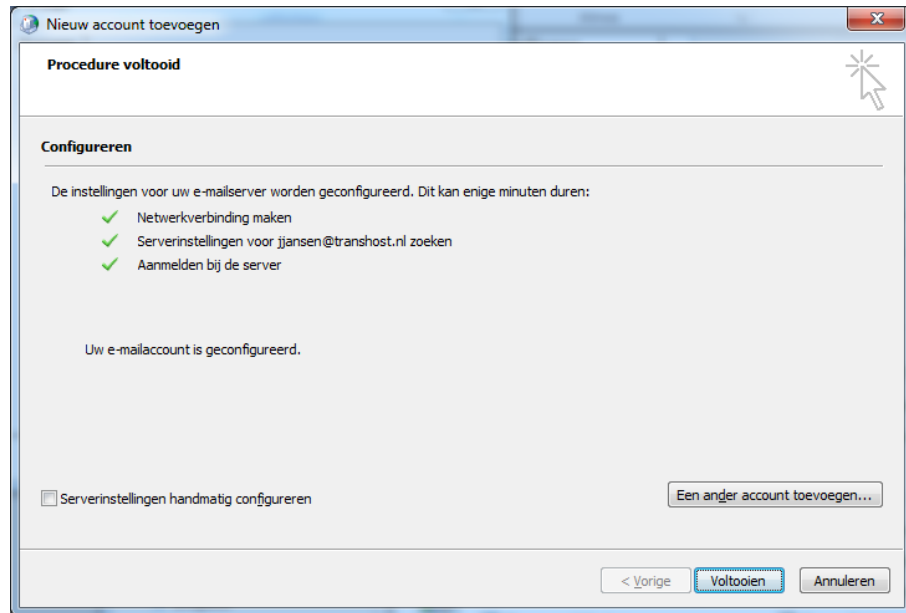 Nieuw account toevoegen
Procedure voltooid
Configureren
De instellingen voor uw e-mailserver worden geconfigureerd. Dit kan enige minuten duren:
Netwerkverbinding maken
Serverinstellingen voor jjansen@transhost.nl zoeken
Aanmelden bij de server
Uw e-mailaccount is geconfigureerd.
Serverinstellingen handmatig configureren
Een ander account toevoegen...
< Vorige Voltooien Annuleren